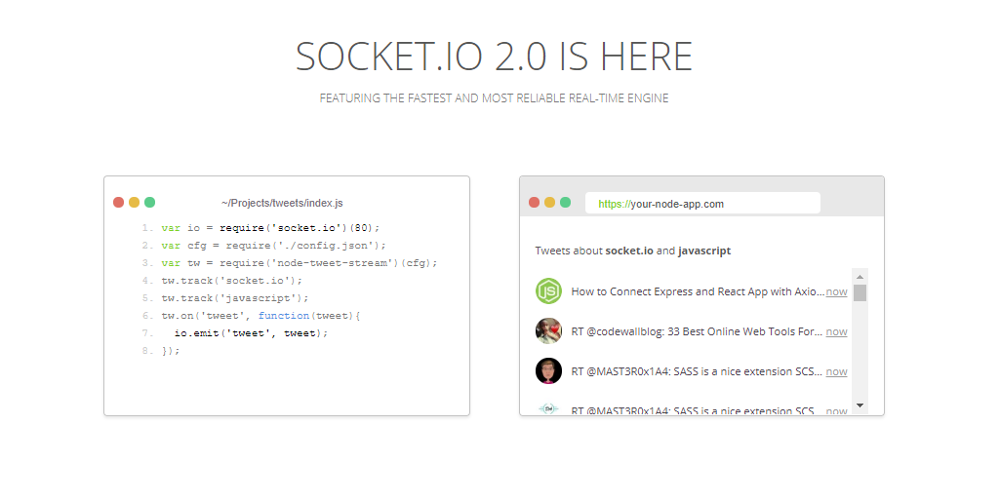 SOCKET.IO 2.0 IS HERE
FEATURING THE FASTEST AND MOST RELIABLE REAL-TIME ENGINE
~/Projects/tweets/index.js
1. var io = require('socket.io')(80);
2. var cfg = require('./config.json');
3. var tw = require('node-tweet-stream')(cfg);
4. tw.track('socket.io');
5. tw.track('javascript');
6. tw.on('tweet', function(tweet){
7.   io.emit('tweet', tweet);
8. });
https://your-node-app.com
Tweets about socket.io and javascript
JS
How to Connect Express and React App with Axio... now
RT @codewallblog: 33 Best Online Web Tools For... now
RT @MAST3R0x1A4: SASS is a nice extension SCS... now
RT @MAST3R0x1A4: SASS is a nice extension SCS... now